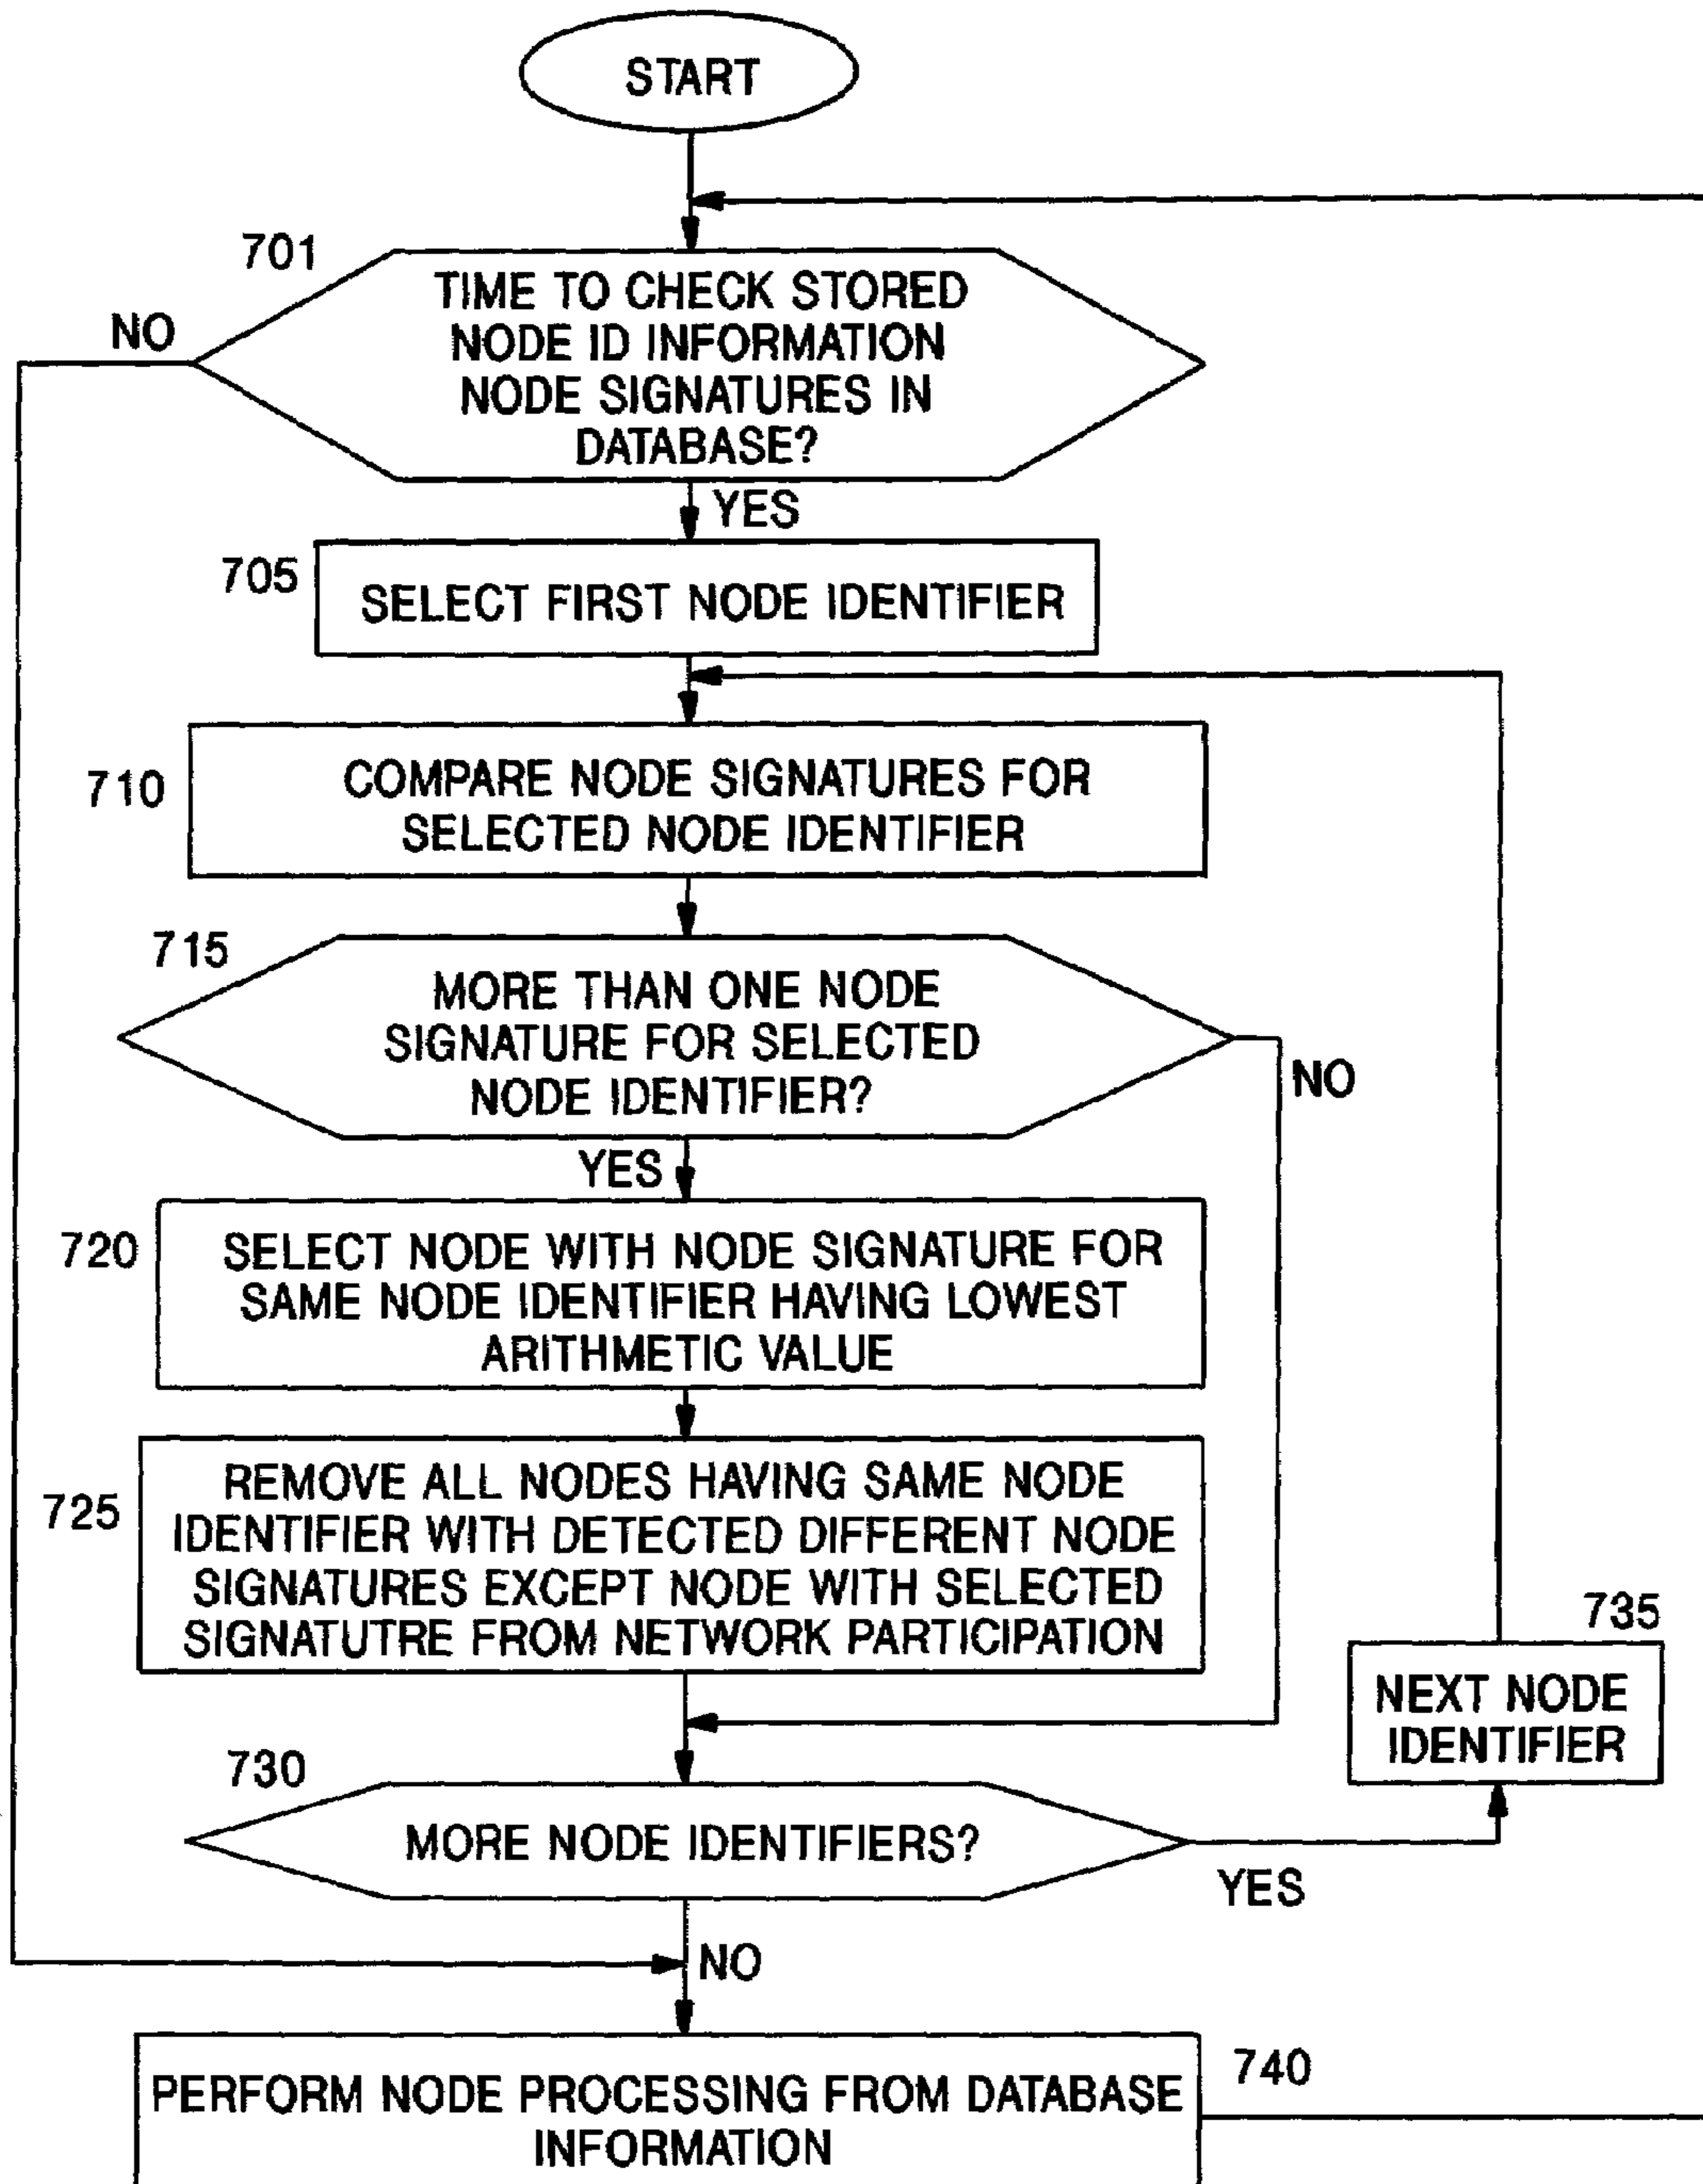 START
701
TIME TO CHECK STORED
NODE ID INFORMATION
NODE SIGNATURES IN
DATABASE?
NO
YES
705
SELECT FIRST NODE IDENTIFIER
710
COMPARE NODE SIGNATURES FOR
SELECTED NODE IDENTIFIER
715
MORE THAN ONE NODE
SIGNATURE FOR SELECTED
NODE IDENTIFIER?
NO
YES
720
SELECT NODE WITH NODE SIGNATURE FOR
SAME NODE IDENTIFIER HAVING LOWEST
ARITHMETIC VALUE
725
REMOVE ALL NODES HAVING SAME NODE
IDENTIFIER WITH DETECTED DIFFERENT NODE
SIGNATURES EXCEPT NODE WITH SELECTED
SIGNATUTRE FROM NETWORK PARTICIPATION
735
NEXT NODE
IDENTIFIER
730
MORE NODE IDENTIFIERS?
YES
NO
740
PERFORM NODE PROCESSING FROM DATABASE
INFORMATION